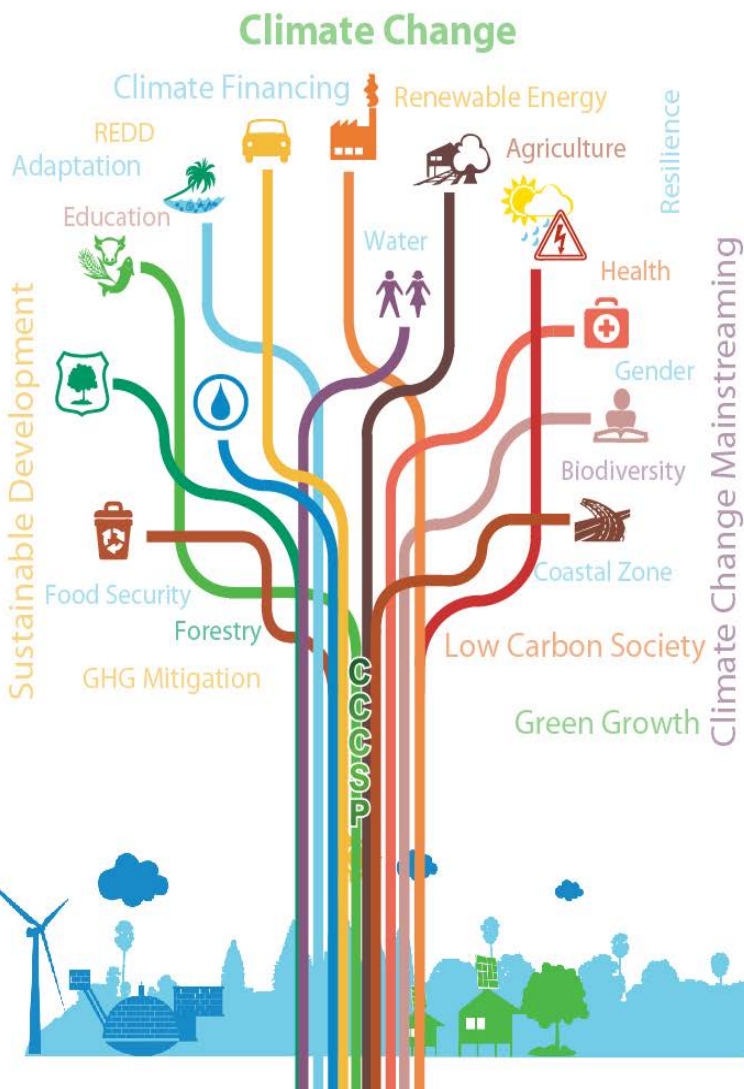 Climate Change
Climate Financing
Renewable Energy
REDD
Adaptation
Agriculture
Resilience
Education
Water
Health
Sustainable Development
Climate Change Mainstreaming
Gender
Biodiversity
Coastal Zone
Food Security
Forestry
Low Carbon Society
GHG Mitigation
Green Growth
CCCSP